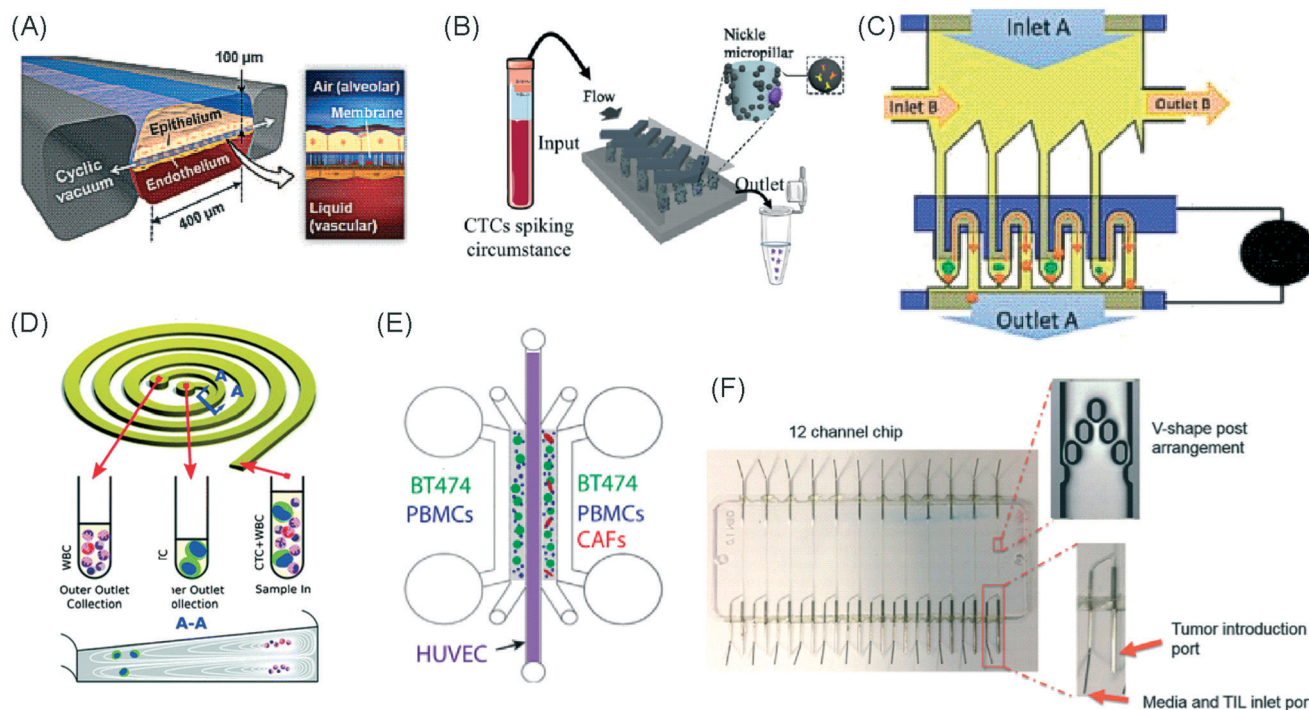 (A)
100 μm
Air (alveolar)
Membrane
Epithelium
Endothelium
Cyclic
vacuum
400 μm
Liquid
(vascular)
(B)
Nickle
micropillar
Flow
Input
Outlet
CTCs spiking
circumstance
(C)
Inlet A
Inlet B
Outlet B
Outlet A
(D)
A
A
WBC
TC
CTC+WBC
Outer Outlet
Collection
ner Outlet
ollection
Sample In
A-A
(E)
BT474
PBMCs
BT474
PBMCs
CAFs
HUVEC
(F)
12 channel chip
V-shape post
arrangement
Tumor introduction
port
Media and TIL inlet por